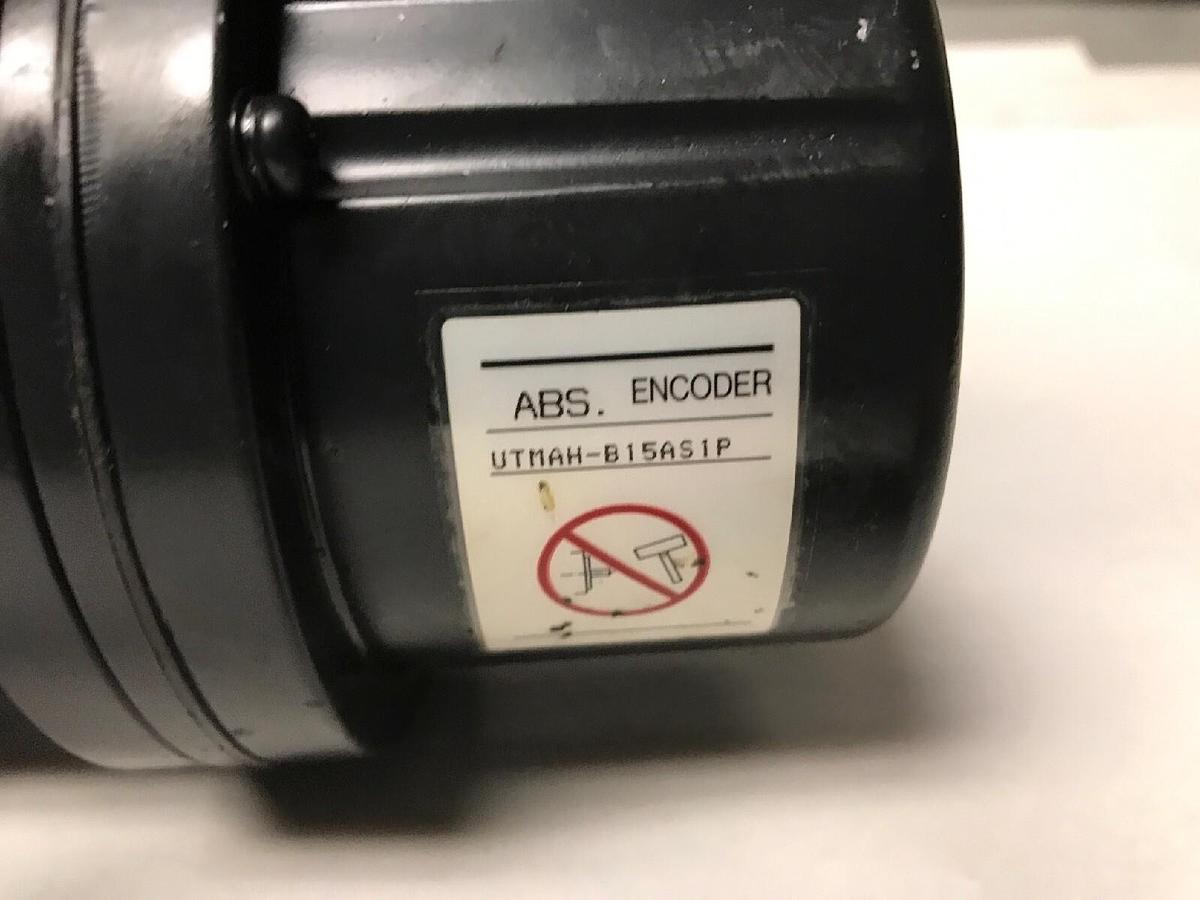 ABS. ENCODER
UTMAH-B15AS1P